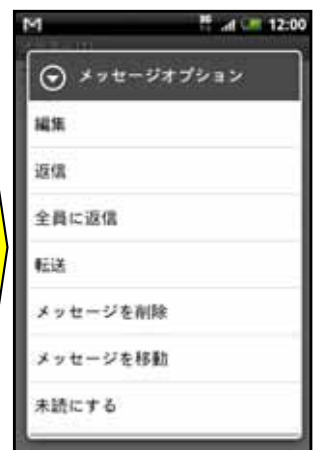 12:00
メッセージオプション
編集
返信
全員に返信
転送
メッセージを削除
メッセージを移動
未読にする